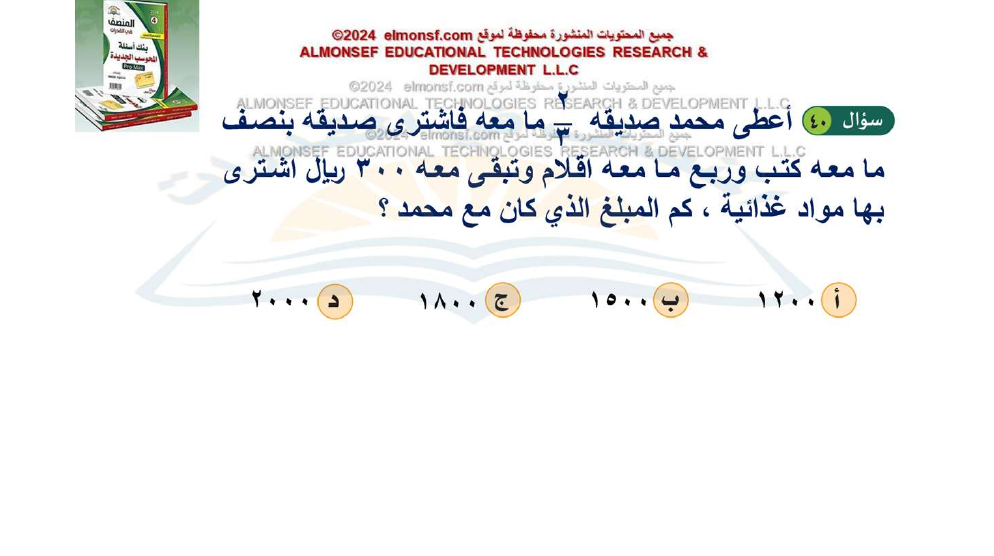 جميع المحتويات المنشورة محفوظة لموقع elmonsf.com ©2024
ALMONSEF EDUCATIONAL TECHNOLOGIES RESEARCH &
DEVELOPMENT L.L.C
جميع المحتويات المنشورة محفوظة لموقع elmonsf.com ©2024
ALMONSEF EDUCATIONAL TECHNOLOGIES RESEARCH & DEVELOPMENT L.L.C
المنصف
في القدرات
بنك أسئلة
المحوسب الجديدة
سؤال ٤٠ أعطى محمد صديقه ٢/٣ ما معه فاشترى صديقه بنصف
جميع المحتويات المنشورة محفوظة لموقع elmonsf.com ©2024
ALMONSEF EDUCATIONAL TECHNOLOGIES RESEARCH & DEVELOPMENT L.L.C
ما معه كتب وربع ما معه أقلام وتبقى معه ٣٠٠ ريال اشترى
بها مواد غذائية ، كم المبلغ الذي كان مع محمد ؟
أ ١٢٠٠ ب ١٥٠٠ ج ١٨٠٠ د ٢٠٠٠